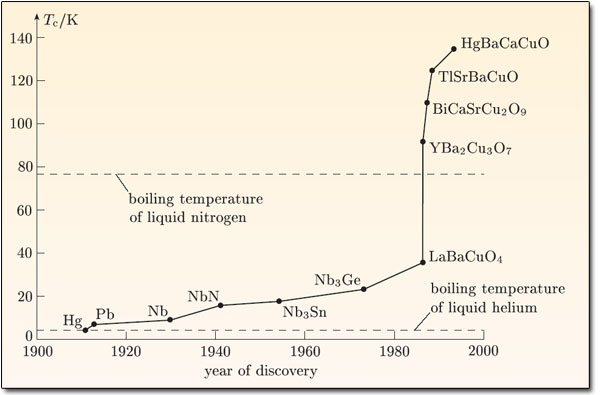 Tc/K
140
HgBaCaCuO
120
TlSrBaCuO
BiCaSrCu2O9
100
YBa2Cu3O7
80
boiling temperature
of liquid nitrogen
60
40
LaBaCuO4
Nb3Ge
boiling temperature
of liquid helium
20
NbN
Nb3Sn
Hg
Pb
Nb
0
1900
1920
1940
1960
1980
2000
year of discovery